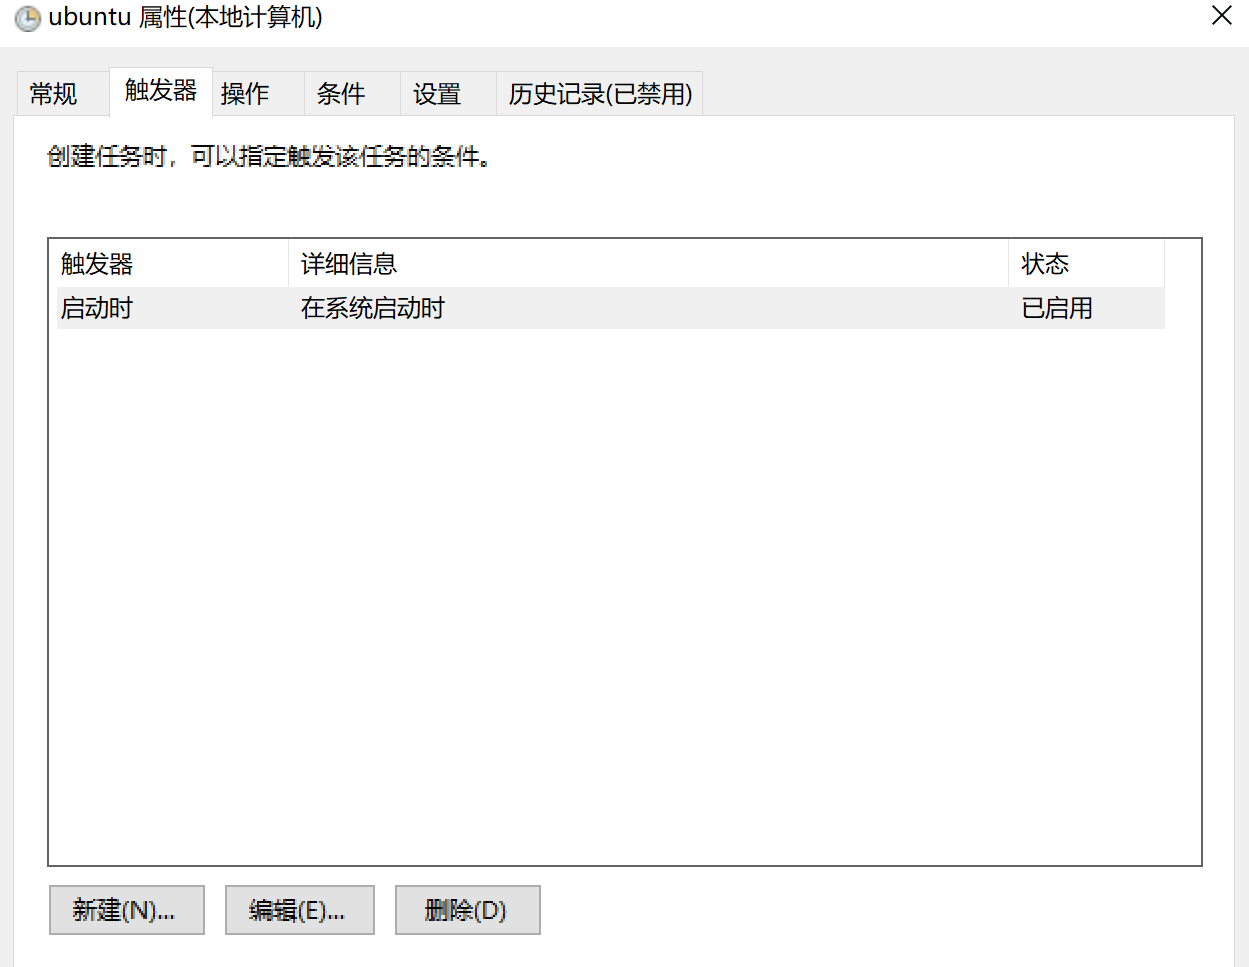 ubuntu 属性(本地计算机)
常规 触发器 操作 条件 设置 历史记录(已禁用)
创建任务时，可以指定触发该任务的条件。
触发器 详细信息 状态
启动时 在系统启动时 已启用
新建(N)... 编辑(E)... 删除(D)